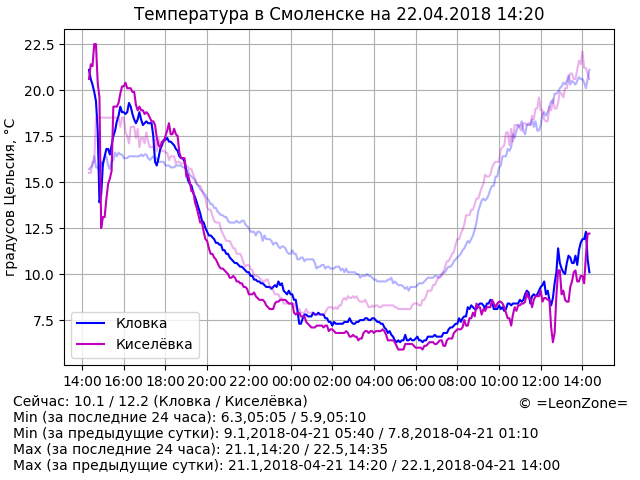 Температура в Смоленске на 22.04.2018 14:20
градусов Цельсия, °C
22.5
20.0
17.5
15.0
12.5
10.0
7.5
Кловка
Киселёвка
14:00 16:00 18:00 20:00 22:00 00:00 02:00 04:00 06:00 08:00 10:00 12:00 14:00
Сейчас: 10.1 / 12.2 (Кловка / Киселёвка)
© =LeonZone=
Min (за последние 24 часа): 6.3,05:05 / 5.9,05:10
Min (за предыдущие сутки): 9.1,2018-04-21 05:40 / 7.8,2018-04-21 01:10
Max (за последние 24 часа): 21.1,14:20 / 22.5,14:35
Max (за предыдущие сутки): 21.1,2018-04-21 14:20 / 22.1,2018-04-21 14:00